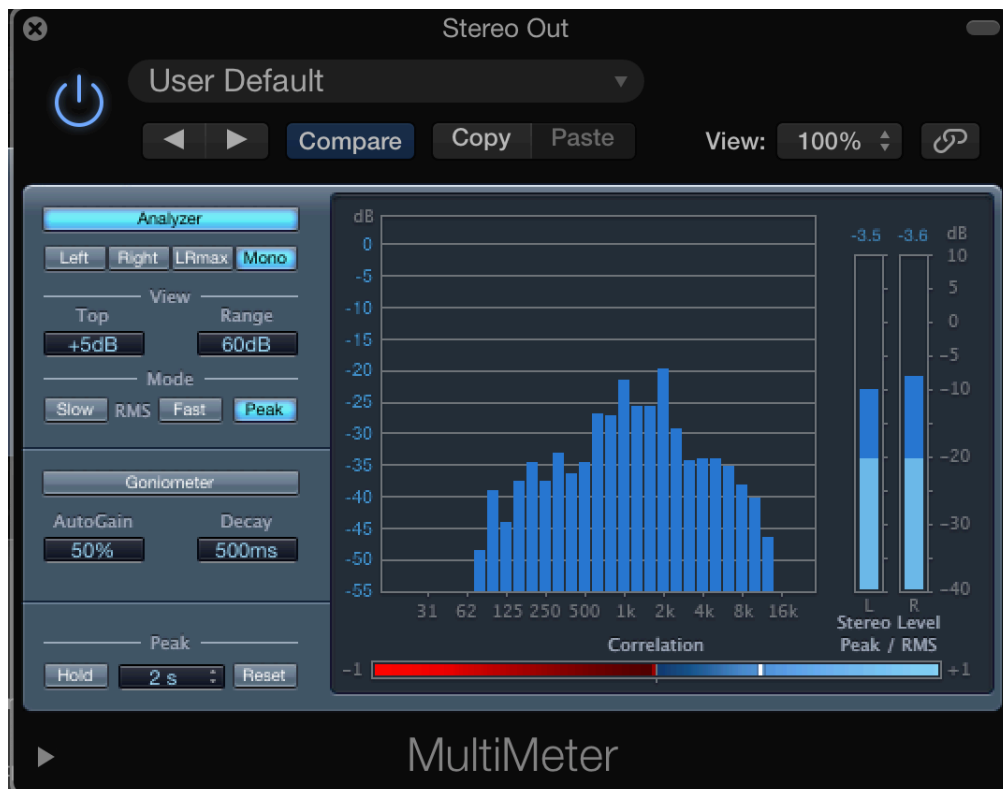 Stereo Out
User Default
Compare Copy Paste View: 100%
Analyzer
Left Right LRmax Mono
View
Top Range
+5dB 60dB
Mode
Slow RMS Fast Peak
Goniometer
AutoGain Decay
50% 500ms
Peak
Hold 2 s Reset
dB
0
-5
-10
-15
-20
-25
-30
-35
-40
-45
-50
-55
31 62 125 250 500 1k 2k 4k 8k 16k
-3.5 -3.6 dB
10
5
0
-5
-10
-20
-30
-40
L R
Stereo Level
Peak / RMS
Correlation
-1 +1
MultiMeter